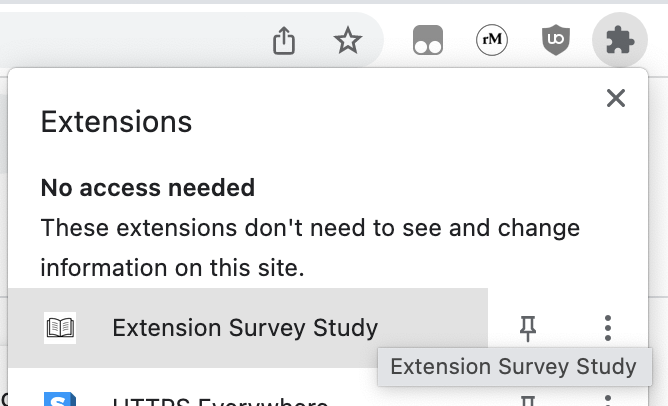 rM
UO
Extensions
No access needed
These extensions don't need to see and change
information on this site.
Extension Survey Study
Extension Survey Study
S HTTPS Everywhere